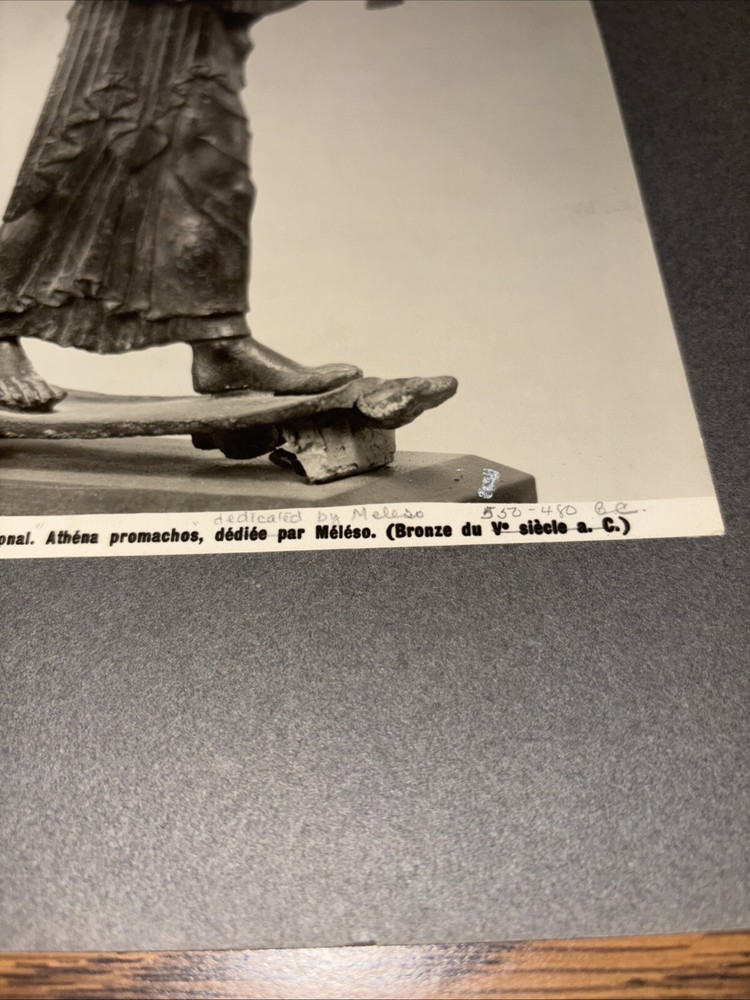 dedicated by Meleso 550-480 B.C.
onal. Athéna promachos, dédiée par Méléso. (Bronze du Vᵉ siècle a. C.)